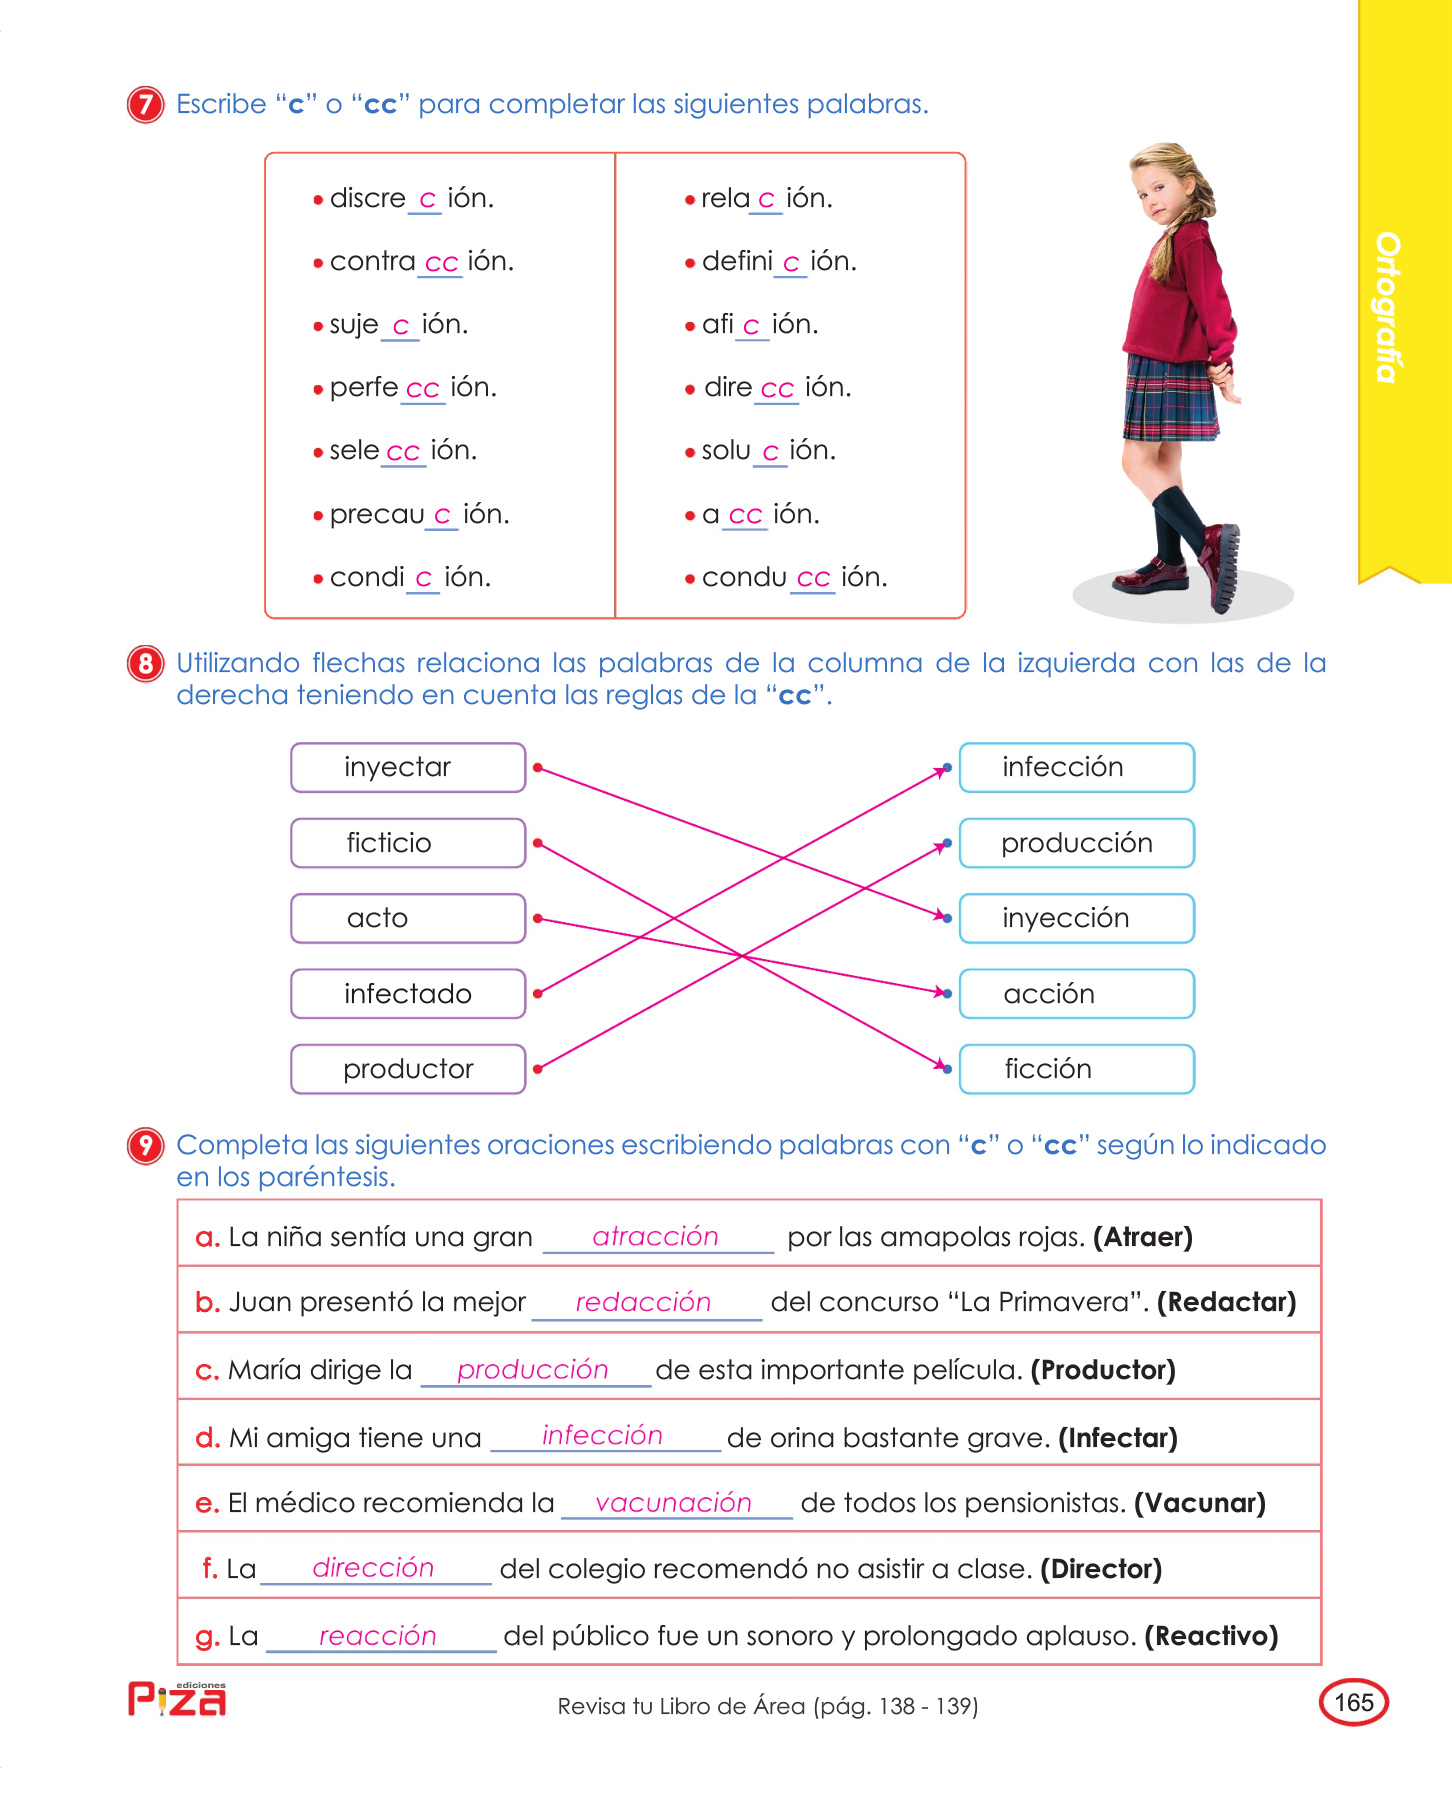 7 Escribe “c” o “cc” para completar las siguientes palabras.
• discre c ión.
• contra cc ión.
• suje c ión.
• perfe cc ión.
• sele cc ión.
• precau c ión.
• condi c ión.
• rela c ión.
• defini c ión.
• afi c ión.
• dire cc ión.
• solu c ión.
• a cc ión.
• condu cc ión.
Ortografía
8 Utilizando flechas relaciona las palabras de la columna de la izquierda con las de la
derecha teniendo en cuenta las reglas de la “cc”.
inyectar
ficticio
acto
infectado
productor
infección
producción
inyección
acción
ficción
9 Completa las siguientes oraciones escribiendo palabras con “c” o “cc” según lo indicado
en los paréntesis.
a. La niña sentía una gran atracción por las amapolas rojas. (Atraer)
b. Juan presentó la mejor redacción del concurso “La Primavera”. (Redactar)
c. María dirige la producción de esta importante película. (Productor)
d. Mi amiga tiene una infección de orina bastante grave. (Infectar)
e. El médico recomienda la vacunación de todos los pensionistas. (Vacunar)
f. La dirección del colegio recomendó no asistir a clase. (Director)
g. La reacción del público fue un sonoro y prolongado aplauso. (Reactivo)
ediciones
Piza
Revisa tu Libro de Área (pág. 138 - 139)
165